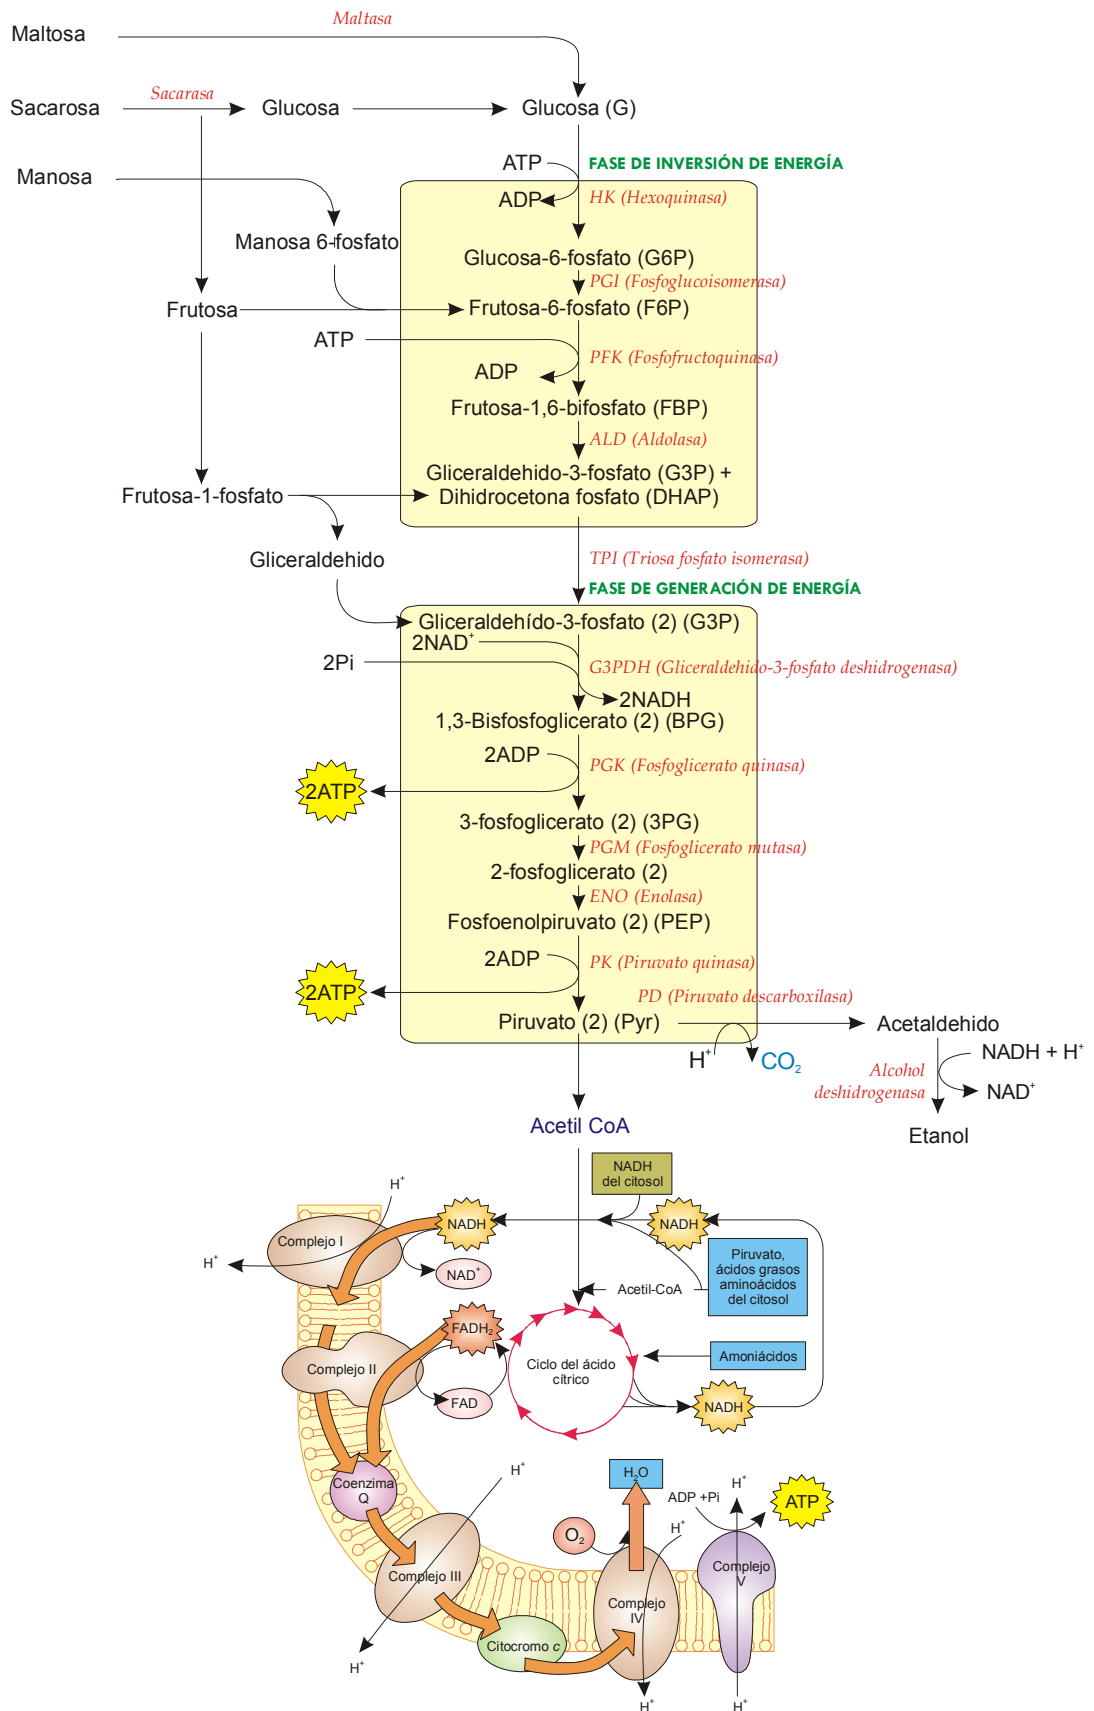 Maltosa
Maltasa
Sacarosa
Sacarasa
Glucosa
Glucosa (G)
Manosa
ATP
FASE DE INVERSIÓN DE ENERGÍA
ADP
HK (Hexoquinasa)
Manosa 6-fosfato
Glucosa-6-fosfato (G6P)
PGI (Fosfoglucoisomerasa)
Frutosa
Frutosa-6-fosfato (F6P)
ATP
PFK (Fosfofructoquinasa)
ADP
Frutosa-1,6-bifosfato (FBP)
ALD (Aldolasa)
Gliceraldehido-3-fosfato (G3P) +
Dihidrocetona fosfato (DHAP)
Frutosa-1-fosfato
Gliceraldehido
TPI (Triosa fosfato isomerasa)
FASE DE GENERACIÓN DE ENERGÍA
Gliceraldehído-3-fosfato (2) (G3P)
2NAD⁺
2Pi
G3PDH (Gliceraldehido-3-fosfato deshidrogenasa)
2NADH
1,3-Bisfosfoglicerato (2) (BPG)
2ADP
PGK (Fosfoglicerato quinasa)
2ATP
3-fosfoglicerato (2) (3PG)
PGM (Fosfoglicerato mutasa)
2-fosfoglicerato (2)
ENO (Enolasa)
Fosfoenolpiruvato (2) (PEP)
2ADP
PK (Piruvato quinasa)
2ATP
PD (Piruvato descarboxilasa)
Piruvato (2) (Pyr)
Acetaldehido
H⁺
CO₂
NADH + H⁺
Alcohol
deshidrogenasa
NAD⁺
Etanol
Acetil CoA
NADH
del citosol
H⁺
NADH
NADH
Complejo I
H⁺
NAD⁺
Piruvato,
ácidos grasos
aminoácidos
del citosol
Acetil-CoA
FADH₂
Complejo II
FAD
Ciclo del ácido
cítrico
Amoniácidos
NADH
Coenzima
Q
H⁺
H₂O
H⁺
ADP +Pi
ATP
O₂
H⁺
Complejo III
Complejo
IV
Complejo
V
Citocromo c
H⁺
H⁺
H⁺